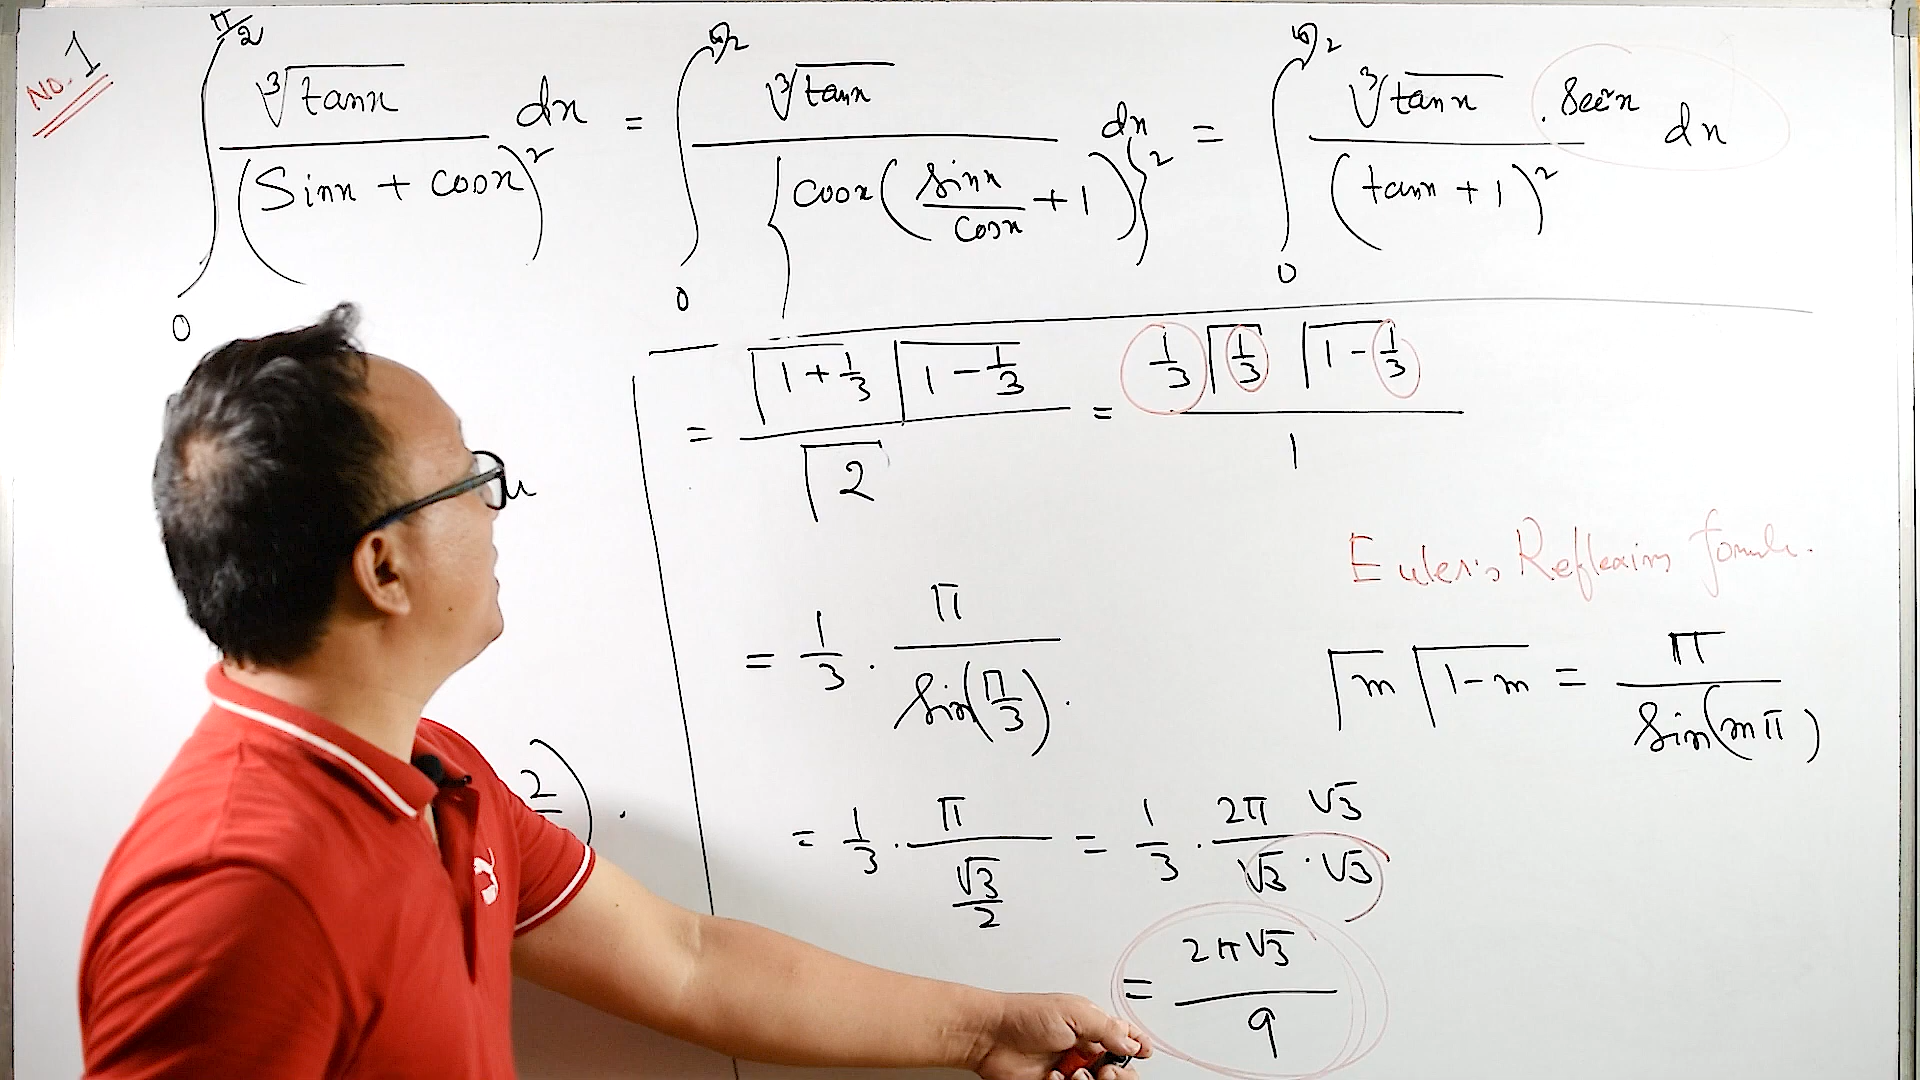 No. 1
∫₀^{π/2} ∛(tanx) / (Sinx + cosx)² dx = ∫₀^{π/2} ∛(tanx) / {cosx(sinx/cosx + 1)}² dx = ∫₀^{π/2} ∛(tanx) . Sec²x / (tanx + 1)² dx
= Γ(1 + 1/3) Γ(1 - 1/3) / Γ2 = 1/3 Γ(1/3) Γ(1 - 1/3) / 1
u
Euler's Reflexion formula.
= 1/3 . π / sin(π/3).
Γm Γ(1-m) = π / sin(mπ)
2 ) .
= 1/3 . π / (√3/2) = 1/3 . 2π √3 / √3 . √3
= 2π√3 / 9